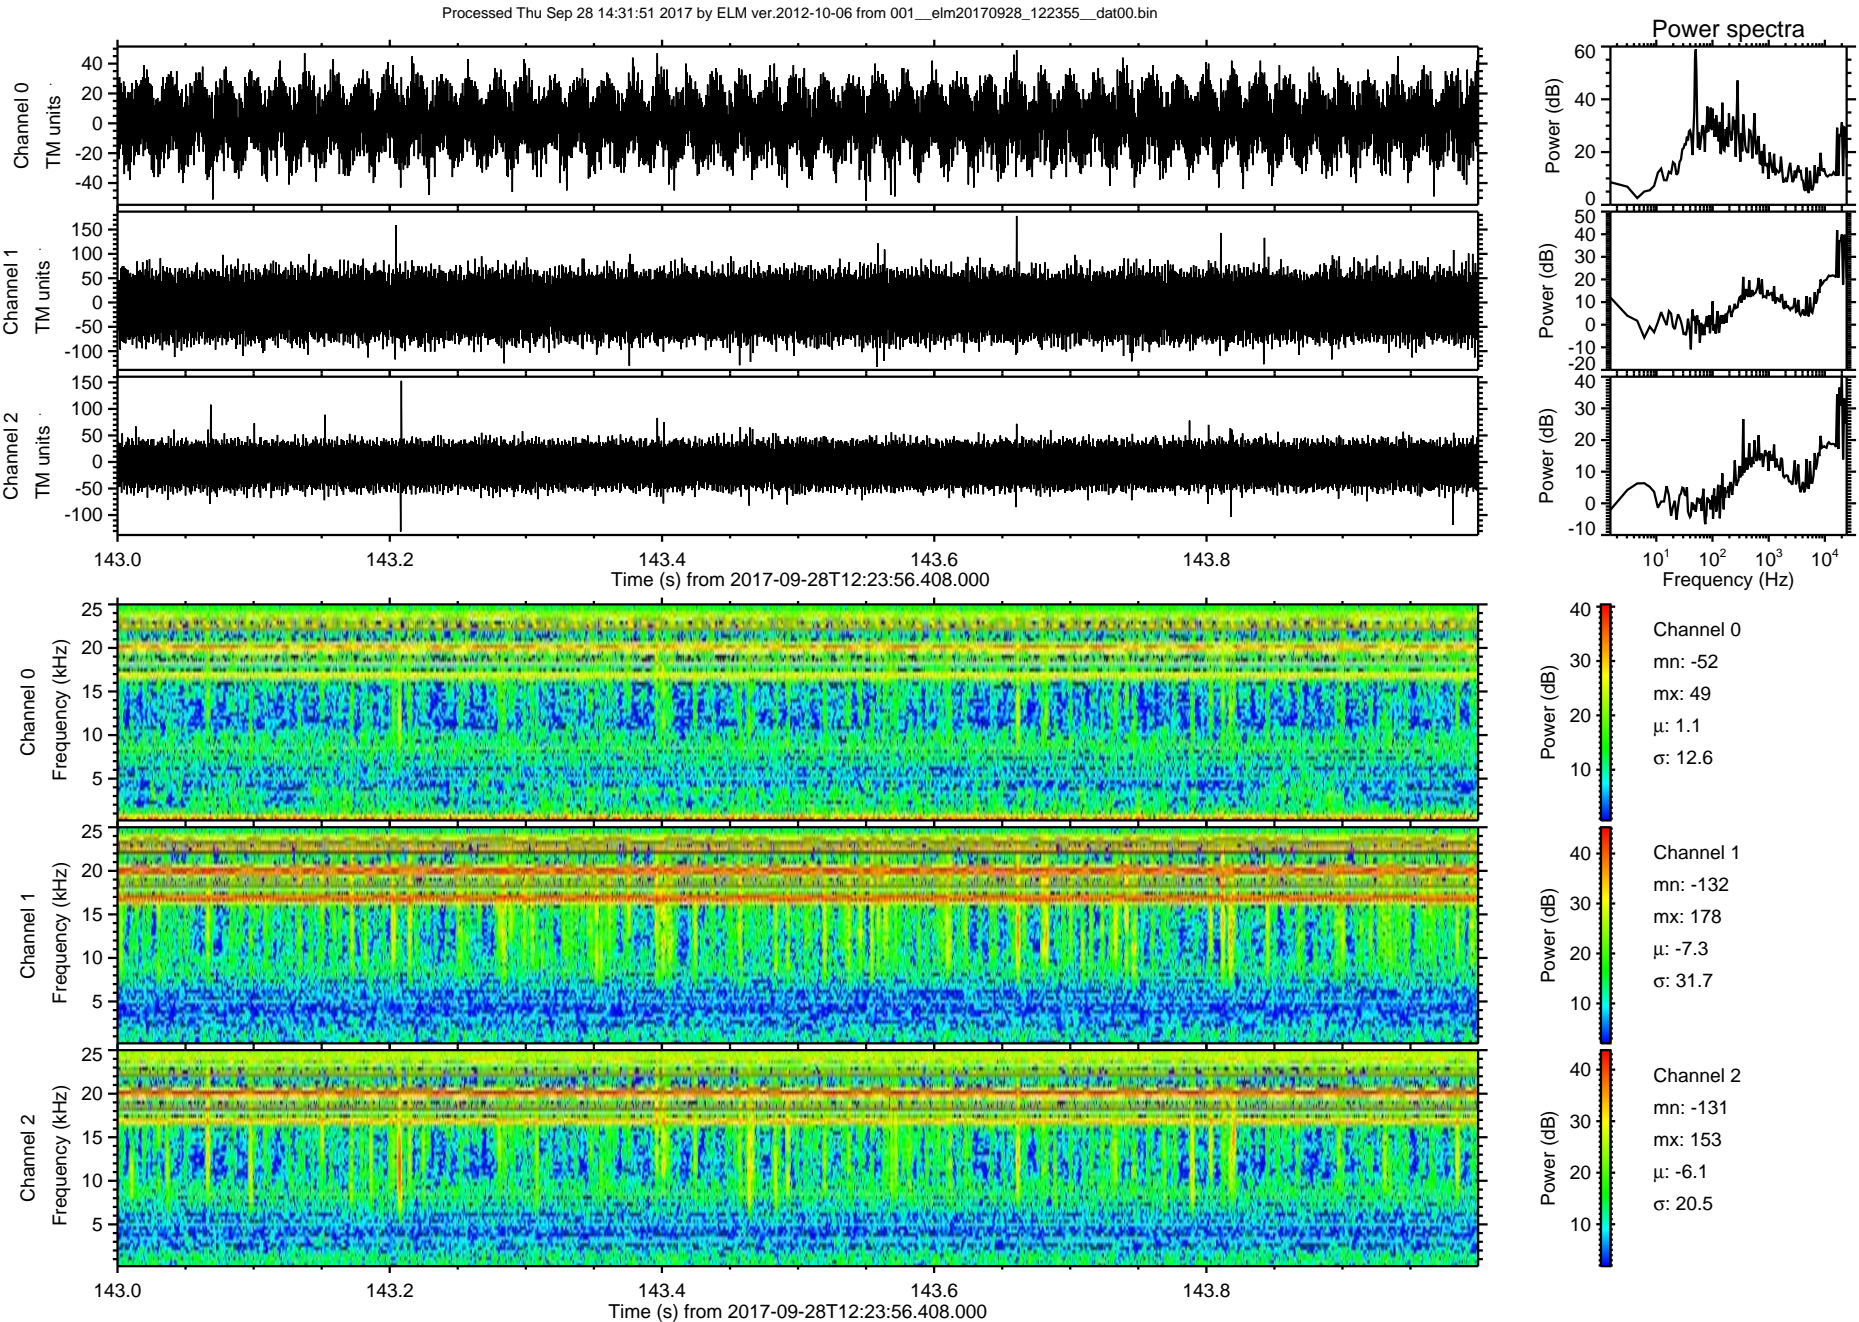 Processed Thu Sep 28 14:31:51 2017 by ELM ver.2012-10-06 from 001__elm20170928_122355__dat00.bin
Power spectra
Channel 0
TM units
40
20
0
-20
-40
Power (dB)
60
40
20
0
Channel 1
TM units
150
100
50
0
-50
-100
Power (dB)
50
40
30
20
10
0
-10
-20
Channel 2
TM units
150
100
50
0
-50
-100
Power (dB)
40
30
20
10
0
-10
143.0 143.2 143.4 143.6 143.8
Time (s) from 2017-09-28T12:23:56.408.000
10^1 10^2 10^3 10^4
Frequency (Hz)
Channel 0
Frequency (kHz)
25
20
15
10
5
Power (dB)
40
30
20
10
Channel 0
mn: -52
mx: 49
μ: 1.1
σ: 12.6
Channel 1
Frequency (kHz)
25
20
15
10
5
Power (dB)
40
30
20
10
Channel 1
mn: -132
mx: 178
μ: -7.3
σ: 31.7
Channel 2
Frequency (kHz)
25
20
15
10
5
Power (dB)
40
30
20
10
Channel 2
mn: -131
mx: 153
μ: -6.1
σ: 20.5
143.0 143.2 143.4 143.6 143.8
Time (s) from 2017-09-28T12:23:56.408.000